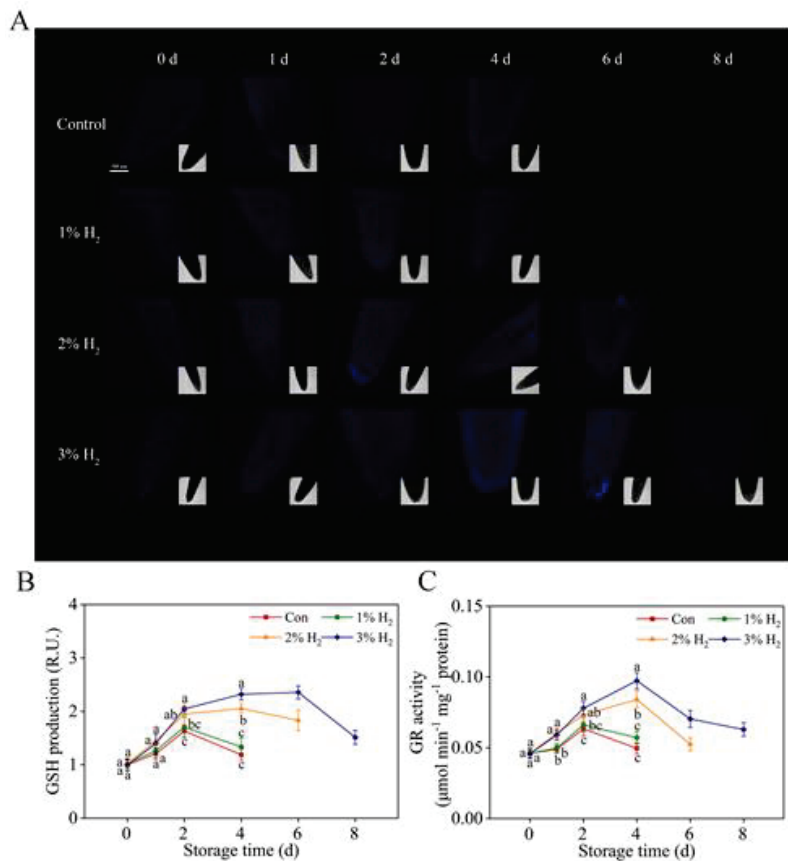 A
0 d 1 d 2 d 4 d 6 d 8 d
Control
1% H₂
2% H₂
3% H₂
B
GSH production (R.U.)
4
3
2
1
0
Con 1% H₂
2% H₂ 3% H₂
a a a a
a a a
a ab bc c
a b c c
0 2 4 6 8
Storage time (d)
C
GR activity
(μmol min⁻¹ mg⁻¹ protein)
0.15
0.10
0.05
0.00
Con 1% H₂
2% H₂ 3% H₂
a a a a
a b b
a ab bc c
a b c c
0 2 4 6 8
Storage time (d)